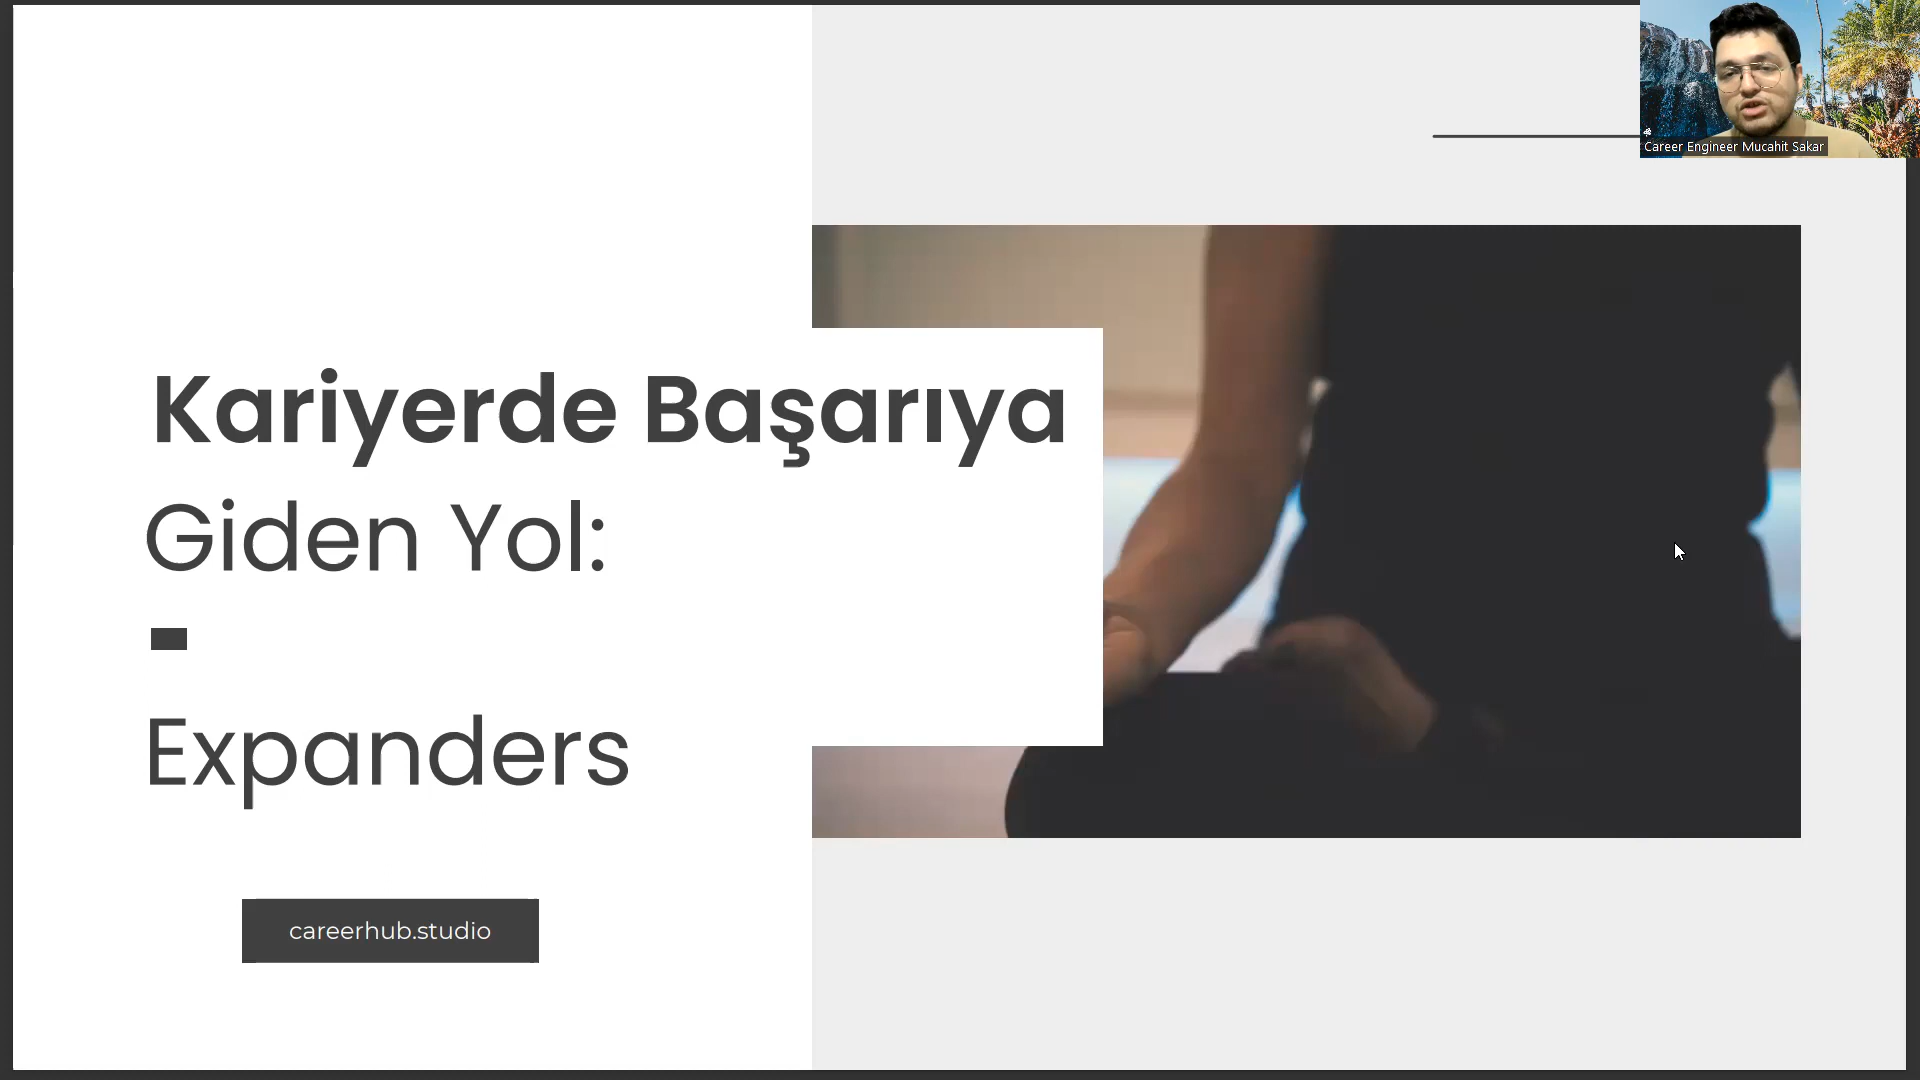 Career Engineer Mucahit Sakar
Kariyerde Başarıya
Giden Yol:
Expanders
careerhub.studio